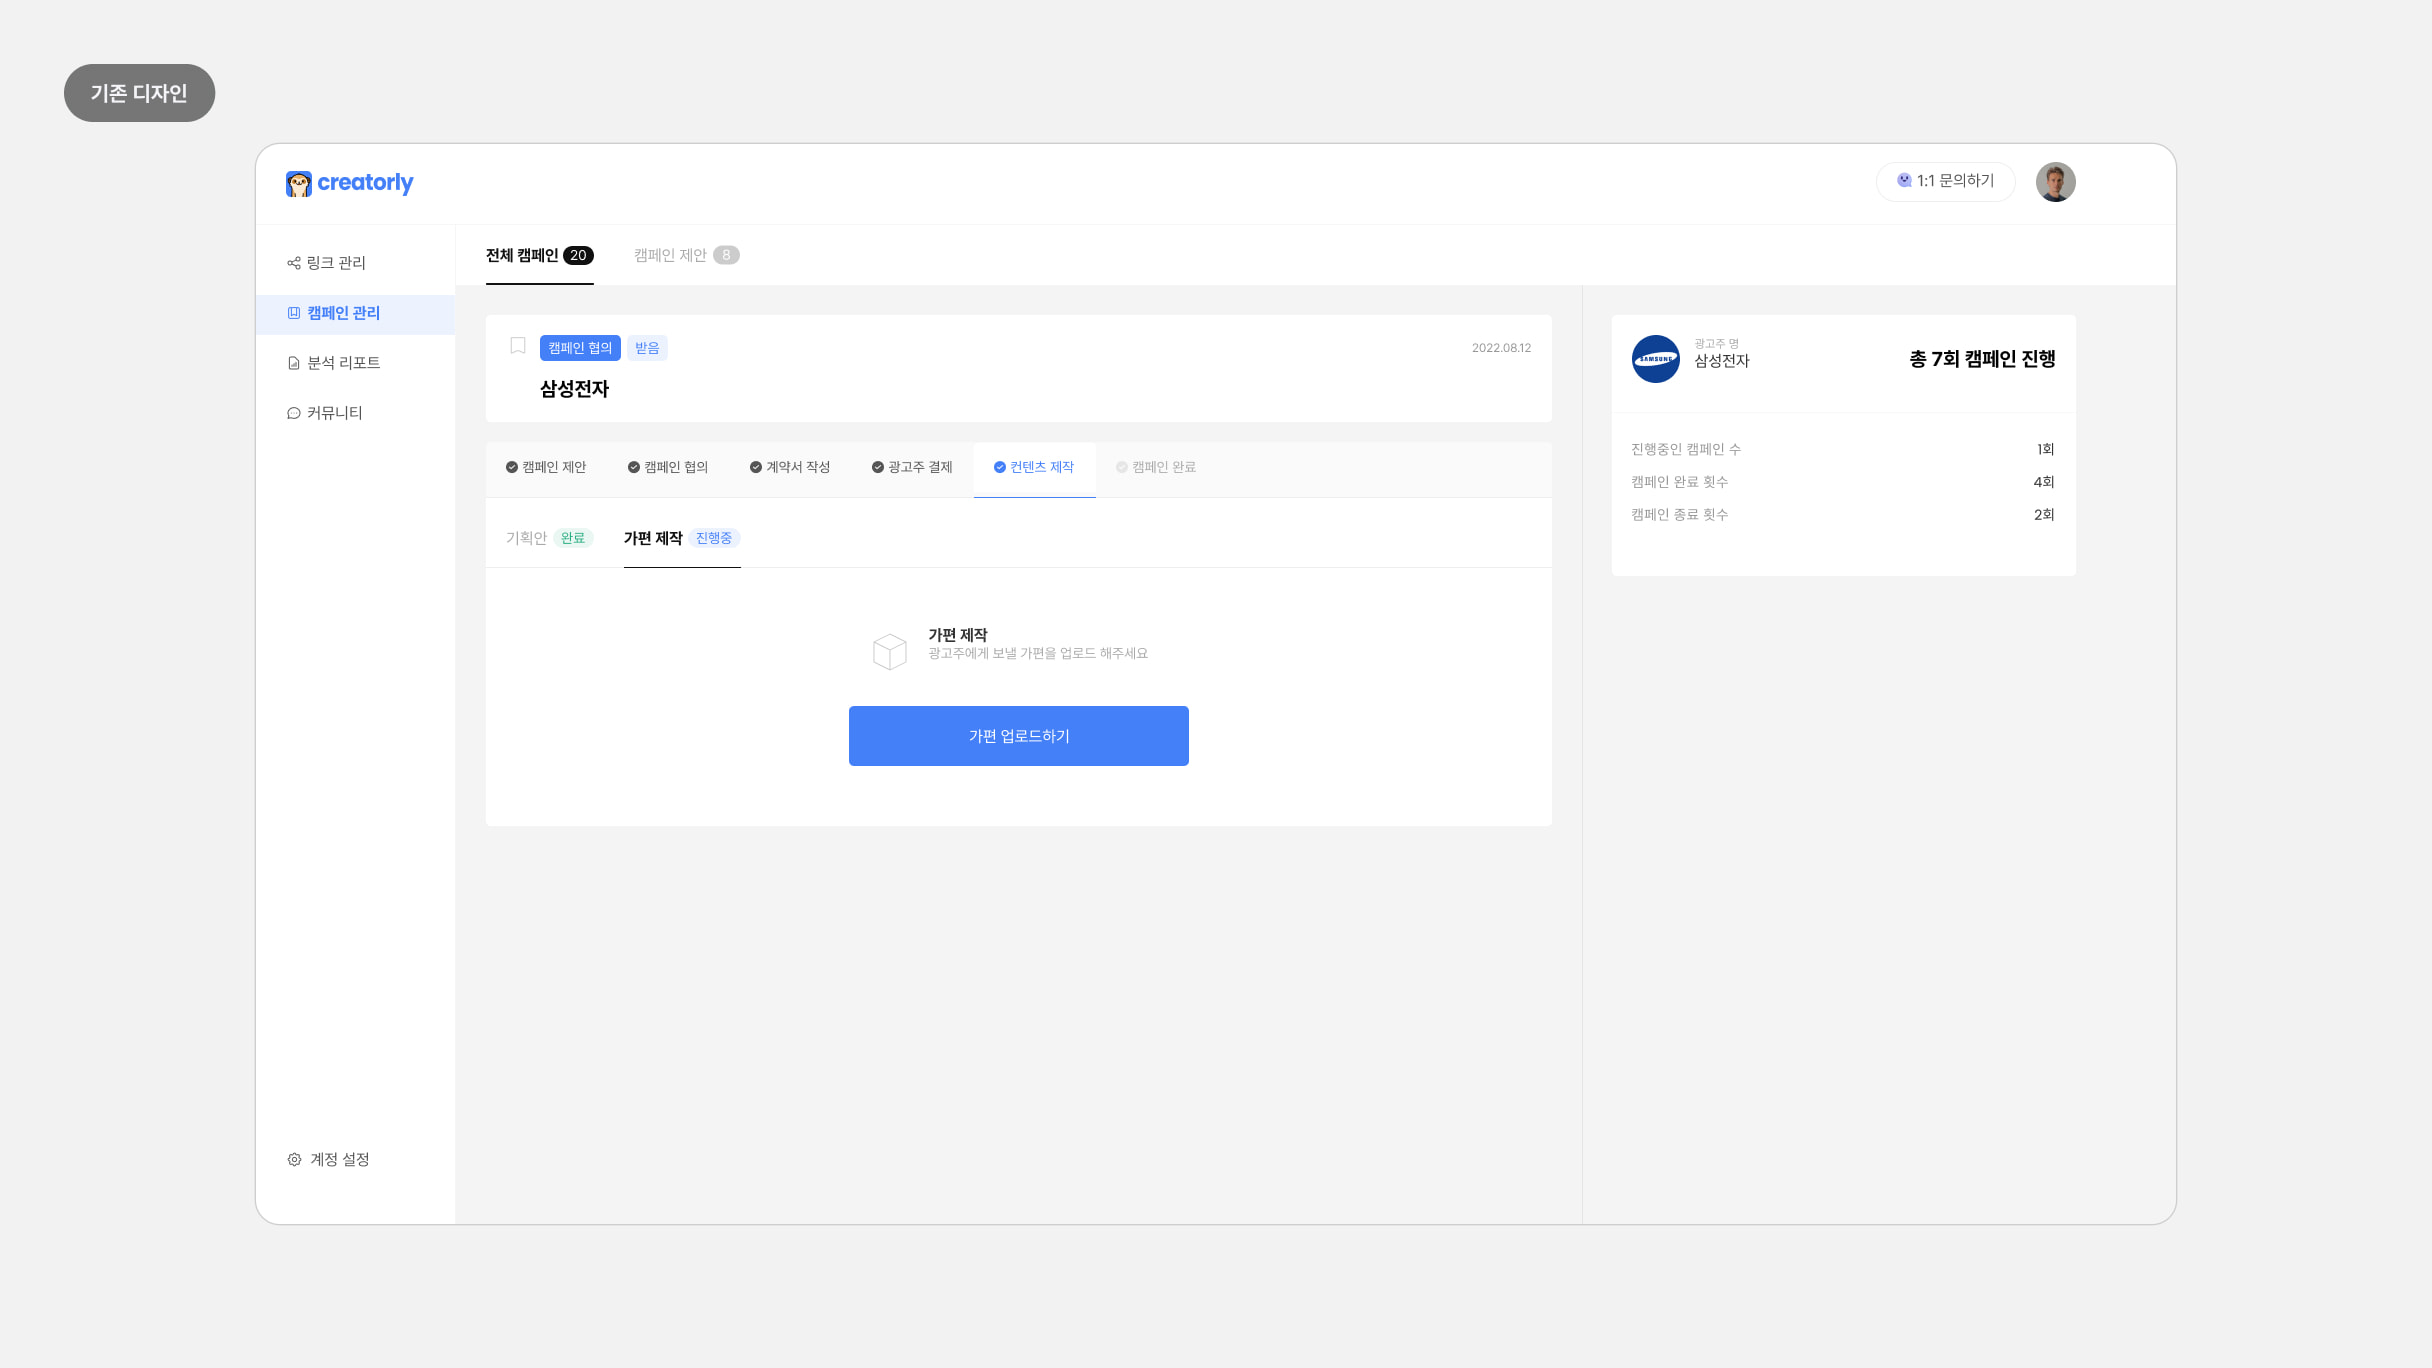 기존 디자인
creatorly
1:1 문의하기
링크 관리
캠페인 관리
분석 리포트
커뮤니티
계정 설정
전체 캠페인 20
캠페인 제안 8
캠페인 협의 받음
2022.08.12
삼성전자
캠페인 제안
캠페인 협의
계약서 작성
광고주 결제
컨텐츠 제작
캠페인 완료
기획안 완료
가편 제작 진행중
가편 제작
광고주에게 보낼 가편을 업로드 해주세요
가편 업로드하기
SAMSUNG
광고주 명
삼성전자
총 7회 캠페인 진행
진행중인 캠페인 수 1회
캠페인 완료 횟수 4회
캠페인 종료 횟수 2회